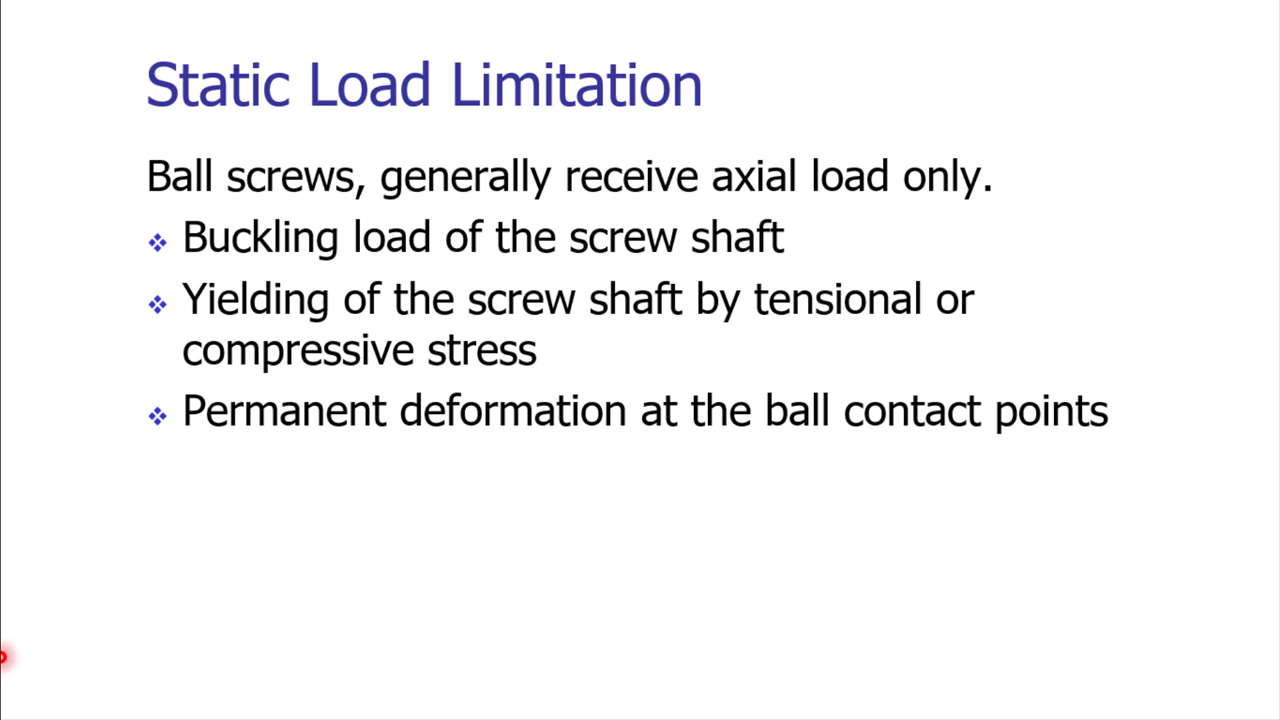 Static Load Limitation
Ball screws, generally receive axial load only.
❖ Buckling load of the screw shaft
❖ Yielding of the screw shaft by tensional or
compressive stress
❖ Permanent deformation at the ball contact points